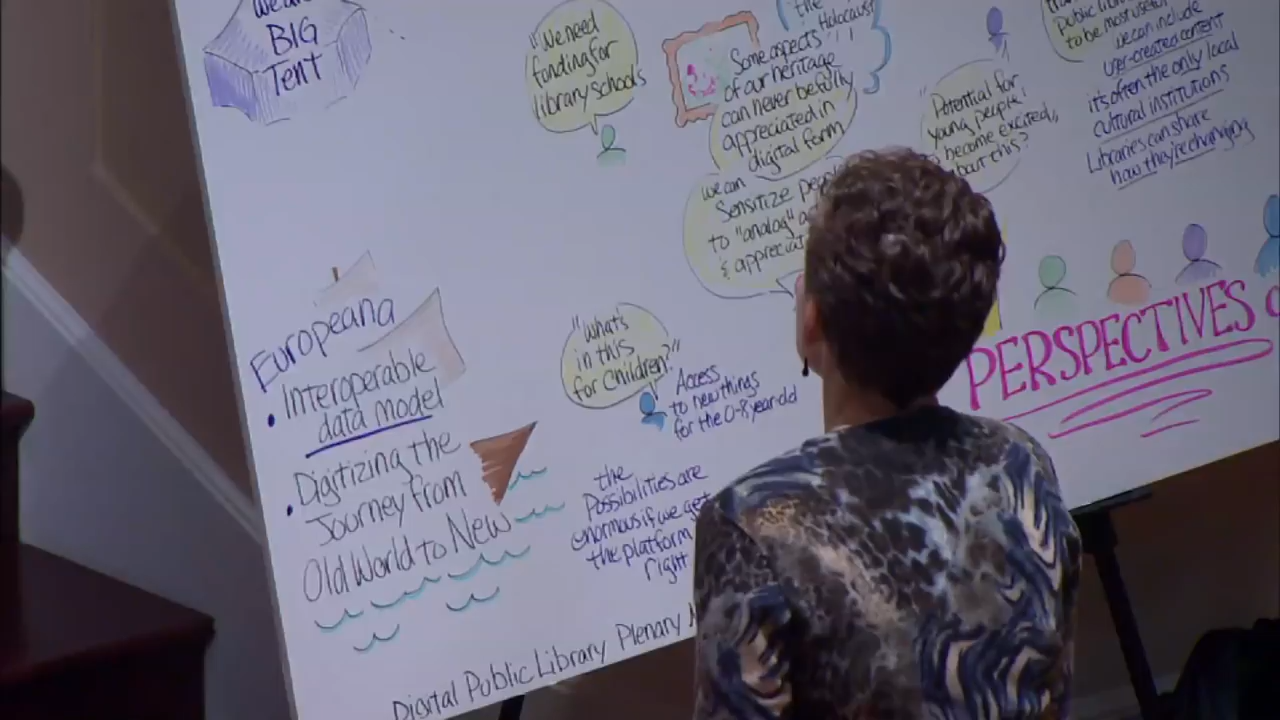 BIG
Tent
"We need
funding for
library schools
the
Holocaust
Some aspects
of our heritage
can never be fully
appreciated in
digital form
we can
Sensitize
to "analog"
& appreciat
Potential for
young people
become excited
about this?
Public
to be most useful
we can include
user-created content
it's often the only local
cultural institutions
Libraries can share
how they're changing
PERSPECTIVES
Europeana
• Interoperable
data model
• Digitizing the
Journey from
Old World to New
"What's
in this
for Children?"
Access
to new things
for the 0-8 year-old
the
Possibilities are
enormous if we get
the platform
right
Digital Public Library Plenary